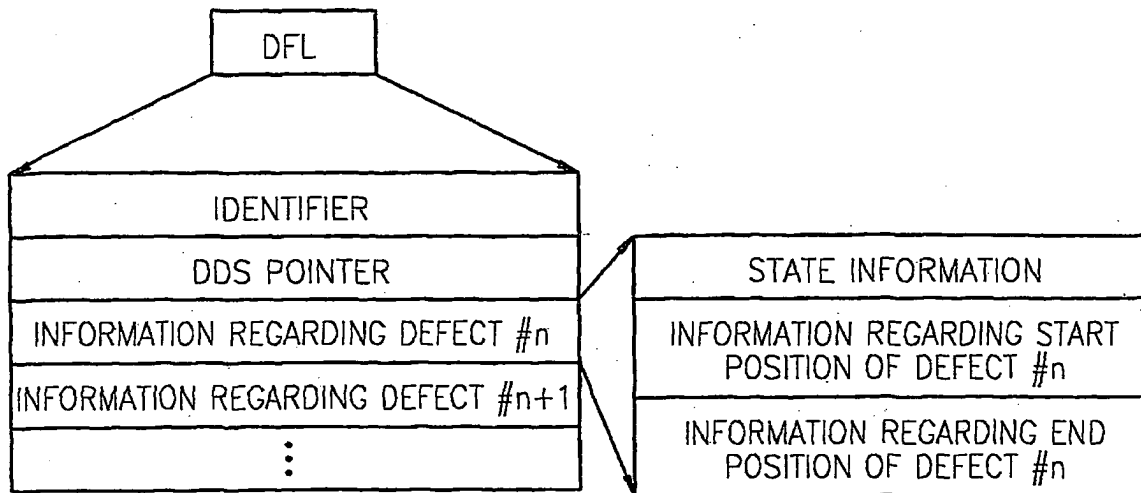 DFL
IDENTIFIER
DDS POINTER
INFORMATION REGARDING DEFECT #n
INFORMATION REGARDING DEFECT #n+1
⋮
STATE INFORMATION
INFORMATION REGARDING START
POSITION OF DEFECT #n
INFORMATION REGARDING END
POSITION OF DEFECT #n